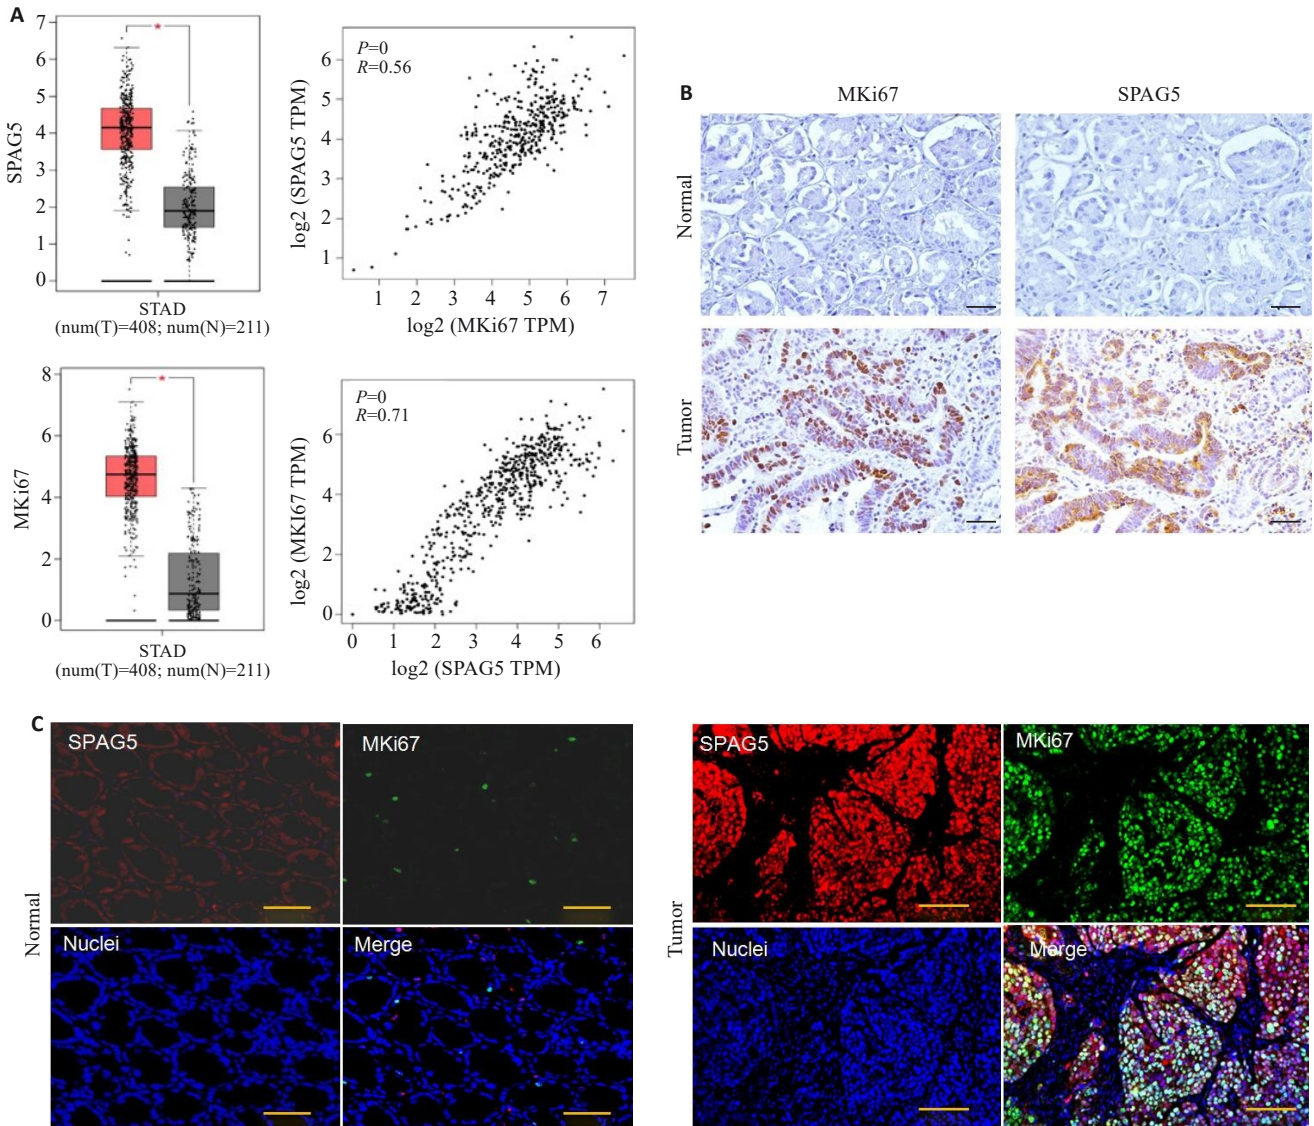 A
7
6
5
4
3
2
1
0
SPAG5
*
STAD
(num(T)=408; num(N)=211)
P=0
R=0.56
6
5
4
3
2
1
log2 (SPAG5 TPM)
1 2 3 4 5 6 7
log2 (MKi67 TPM)
8
6
4
2
0
MKi67
*
STAD
(num(T)=408; num(N)=211)
P=0
R=0.71
6
4
2
0
log2 (MKI67 TPM)
0 1 2 3 4 5 6
log2 (SPAG5 TPM)
B
MKi67 SPAG5
Normal
Tumor
C
Normal
SPAG5 MKi67
Nuclei Merge
Tumor
SPAG5 MKi67
Nuclei Merge